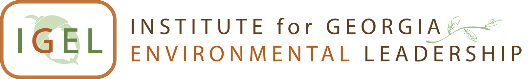 IGEL
INSTITUTE for GEORGIA
ENVIRONMENTAL LEADERSHIP